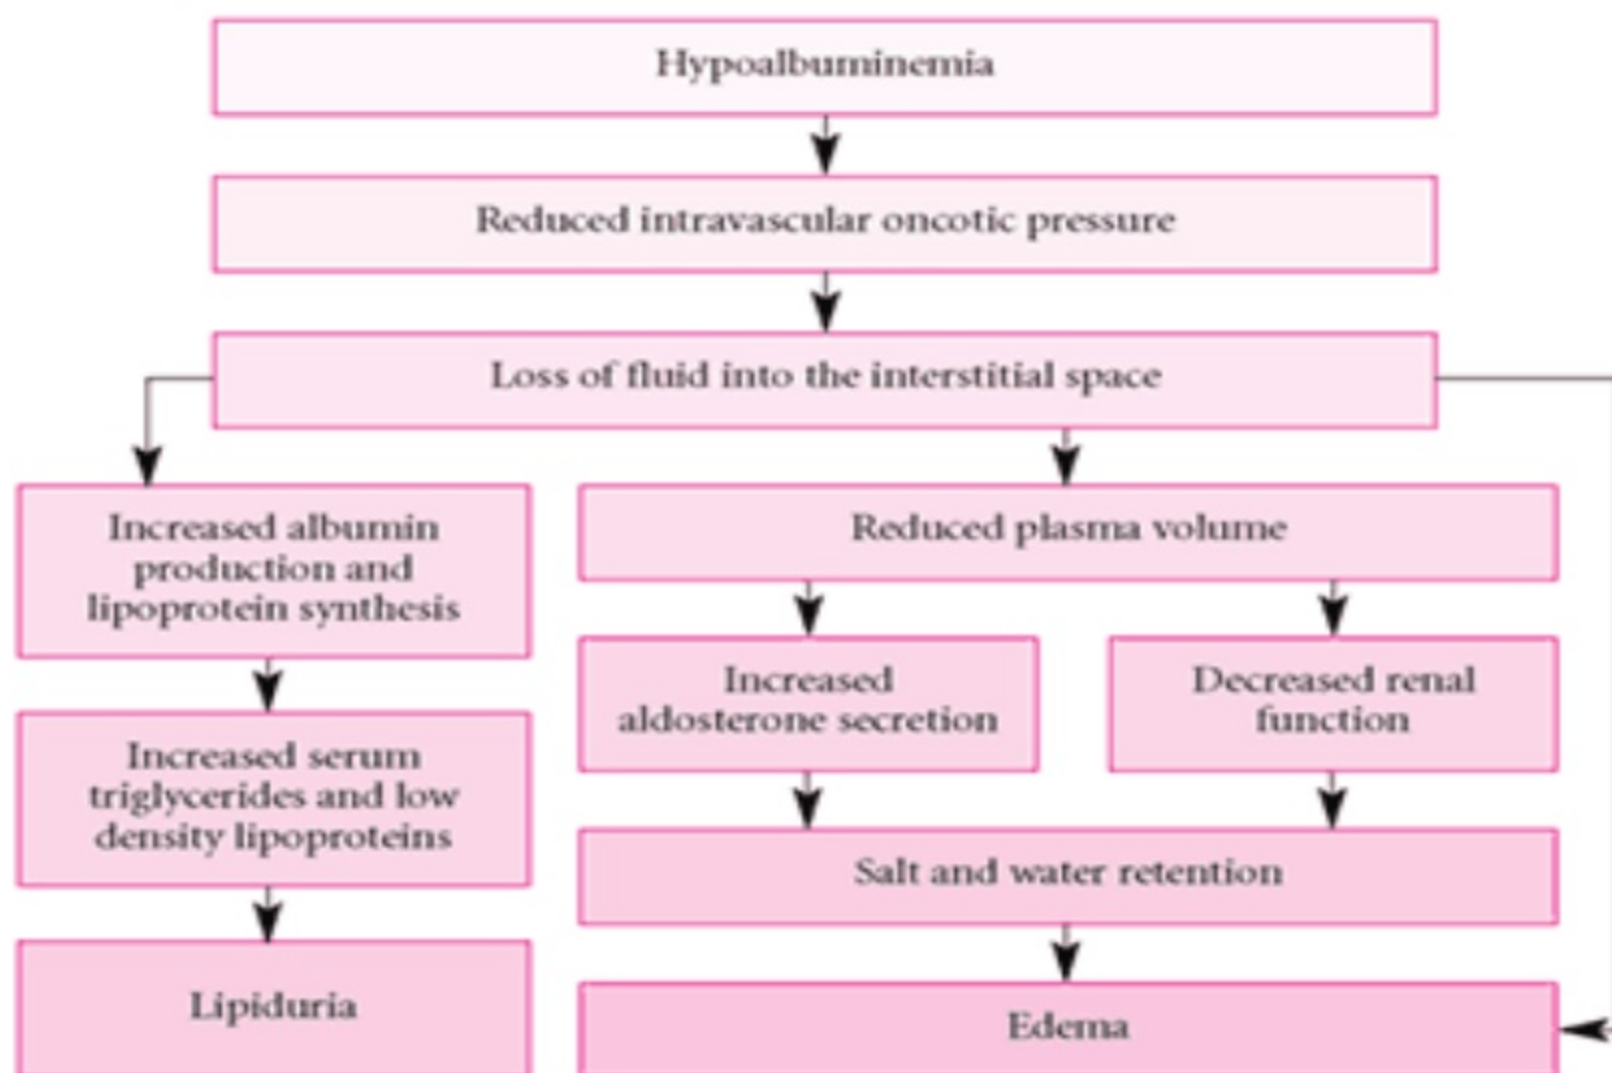 Hypoalbuminemia
Reduced intravascular oncotic pressure
Loss of fluid into the interstitial space
Increased albumin
production and
lipoprotein synthesis
Reduced plasma volume
Increased
aldosterone secretion
Decreased renal
function
Increased serum
triglycerides and low
density lipoproteins
Salt and water retention
Lipiduria
Edema